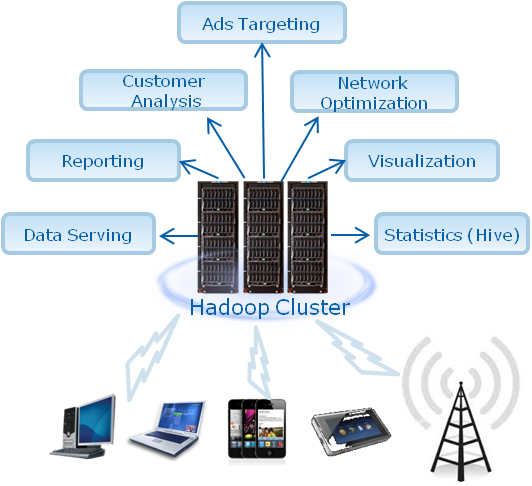 Ads Targeting
Customer
Analysis
Network
Optimization
Reporting
Visualization
Data Serving
Statistics (Hive)
Hadoop Cluster